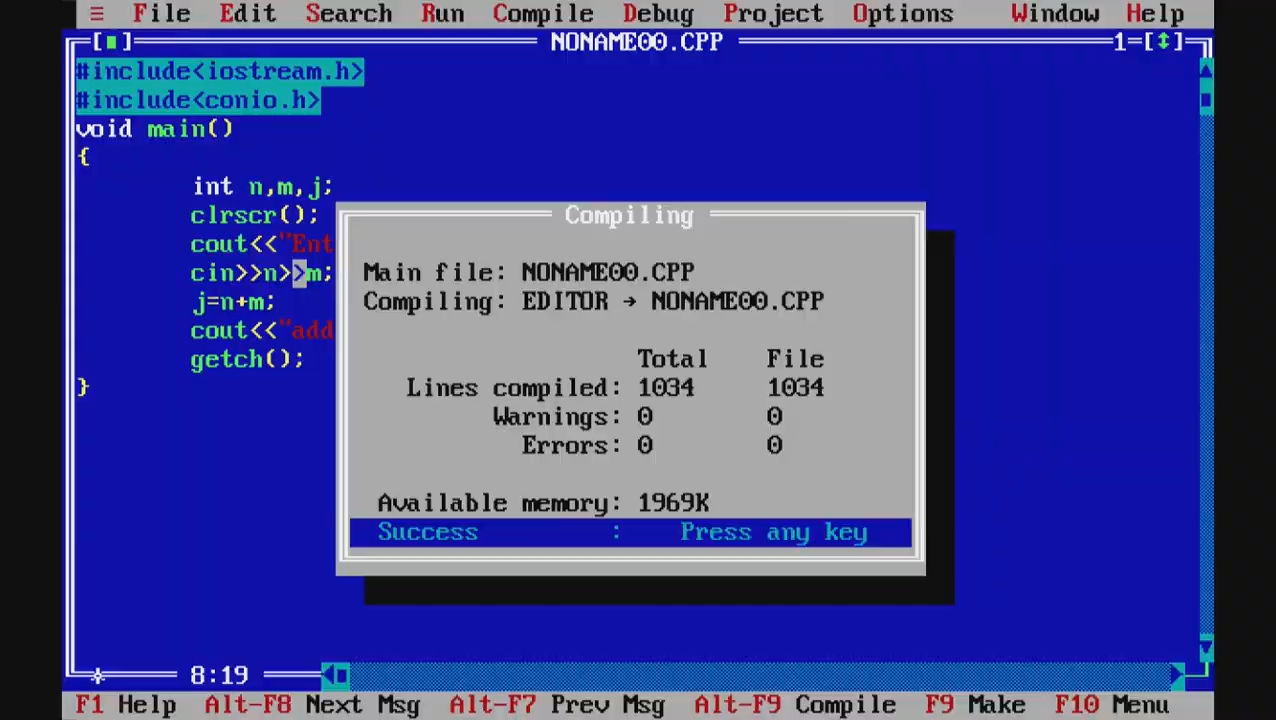 ≡ File Edit Search Run Compile Debug Project Options Window Help
[■] NONAME00.CPP 1=[↕]
#include<iostream.h>
#include<conio.h>
void main()
{
int n,m,j;
clrscr();
cout<<"Ent
cin>>n>>m;
j=n+m;
cout<<"add
getch();
}
Compiling
Main file: NONAME00.CPP
Compiling: EDITOR → NONAME00.CPP
Total File
Lines compiled: 1034 1034
Warnings: 0 0
Errors: 0 0
Available memory: 1969K
Success : Press any key
8:19
F1 Help Alt-F8 Next Msg Alt-F7 Prev Msg Alt-F9 Compile F9 Make F10 Menu